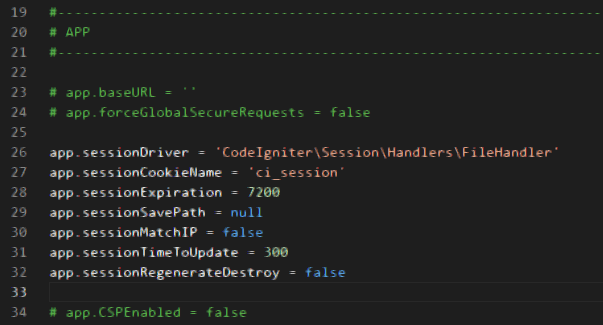 19 #--------------------------------------------------------------------
20 # APP
21 #--------------------------------------------------------------------
22
23 # app.baseURL = ''
24 # app.forceGlobalSecureRequests = false
25
26 app.sessionDriver = 'CodeIgniter\Session\Handlers\FileHandler'
27 app.sessionCookieName = 'ci_session'
28 app.sessionExpiration = 7200
29 app.sessionSavePath = null
30 app.sessionMatchIP = false
31 app.sessionTimeToUpdate = 300
32 app.sessionRegenerateDestroy = false
33
34 # app.CSPEnabled = false